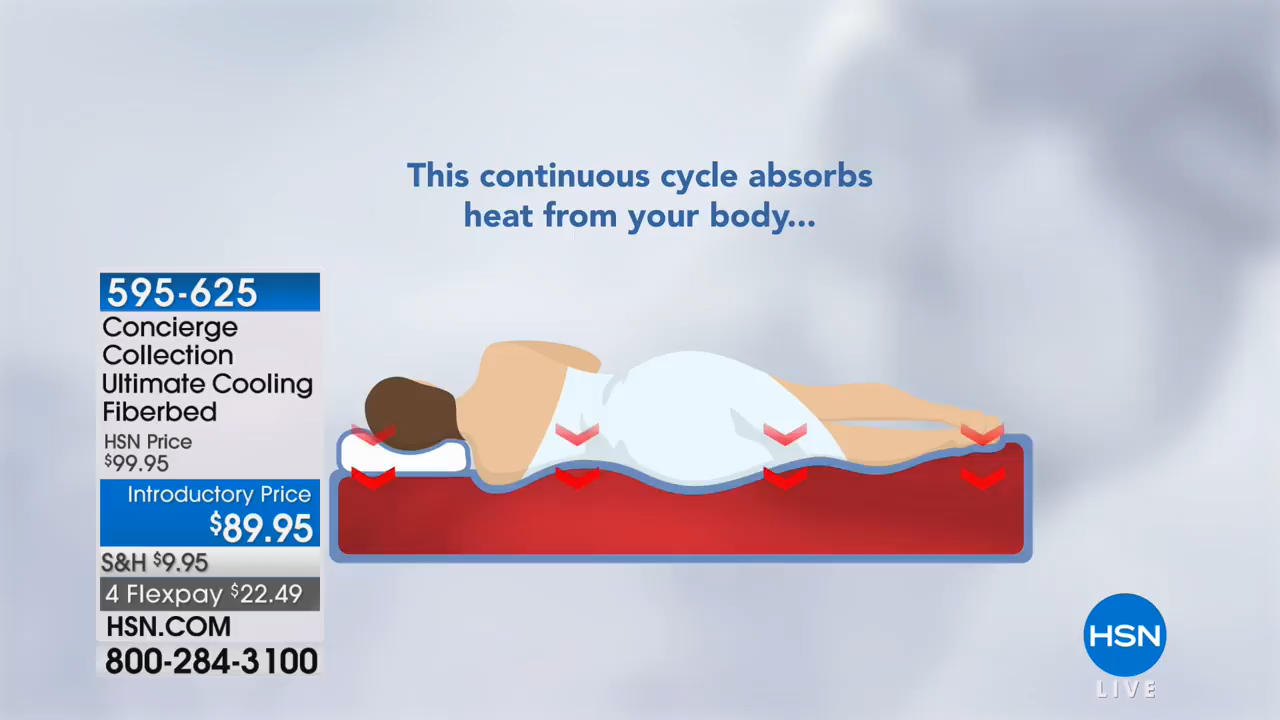 This continuous cycle absorbs
heat from your body...
595-625
Concierge
Collection
Ultimate Cooling
Fiberbed
HSN Price
$99.95
Introductory Price
$89.95
S&H $9.95
4 Flexpay $22.49
HSN.COM
800-284-3100
HSN
LIVE